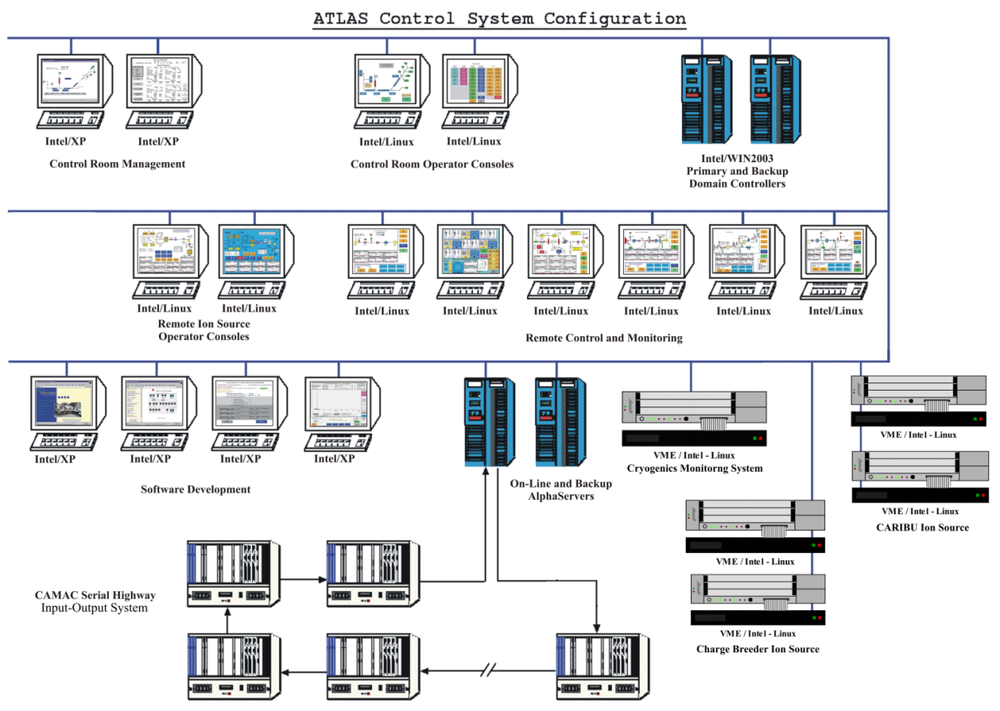 ATLAS Control System Configuration
Intel/XP
Intel/XP
Control Room Management
Intel/Linux
Intel/Linux
Control Room Operator Consoles
Intel/WIN2003
Primary and Backup
Domain Controllers
Intel/Linux
Intel/Linux
Remote Ion Source
Operator Consoles
Intel/Linux
Intel/Linux
Intel/Linux
Intel/Linux
Intel/Linux
Intel/Linux
Remote Control and Monitoring
Intel/XP
Intel/XP
Intel/XP
Intel/XP
Software Development
On-Line and Backup
AlphaServers
VME / Intel - Linux
Cryogenics Monitorng System
VME / Intel - Linux
VME / Intel - Linux
CARIBU Ion Source
VME / Intel - Linux
VME / Intel - Linux
Charge Breeder Ion Source
CAMAC Serial Highway
Input-Output System